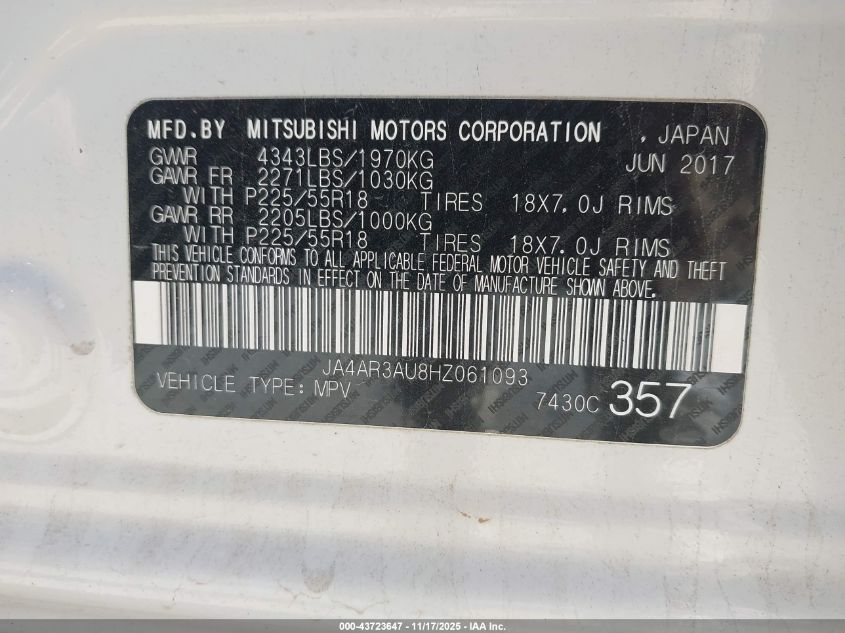 MFD.BY MITSUBISHI MOTORS CORPORATION , JAPAN
GVWR 4343LBS/1970KG JUN 2017
GAWR FR 2271LBS/1030KG
WITH P225/55R18 TIRES 18X7.0J RIMS
GAWR RR 2205LBS/1000KG
WITH P225/55R18 TIRES 18X7.0J RIMS
THIS VEHICLE CONFORMS TO ALL APPLICABLE FEDERAL MOTOR VEHICLE SAFETY AND THEFT
PREVENTION STANDARDS IN EFFECT ON THE DATE OF MANUFACTURE SHOWN ABOVE.
JA4AR3AU8HZ061093
VEHICLE TYPE: MPV 7430C 357
000-43723647 - 11/17/2025 - IAA Inc.